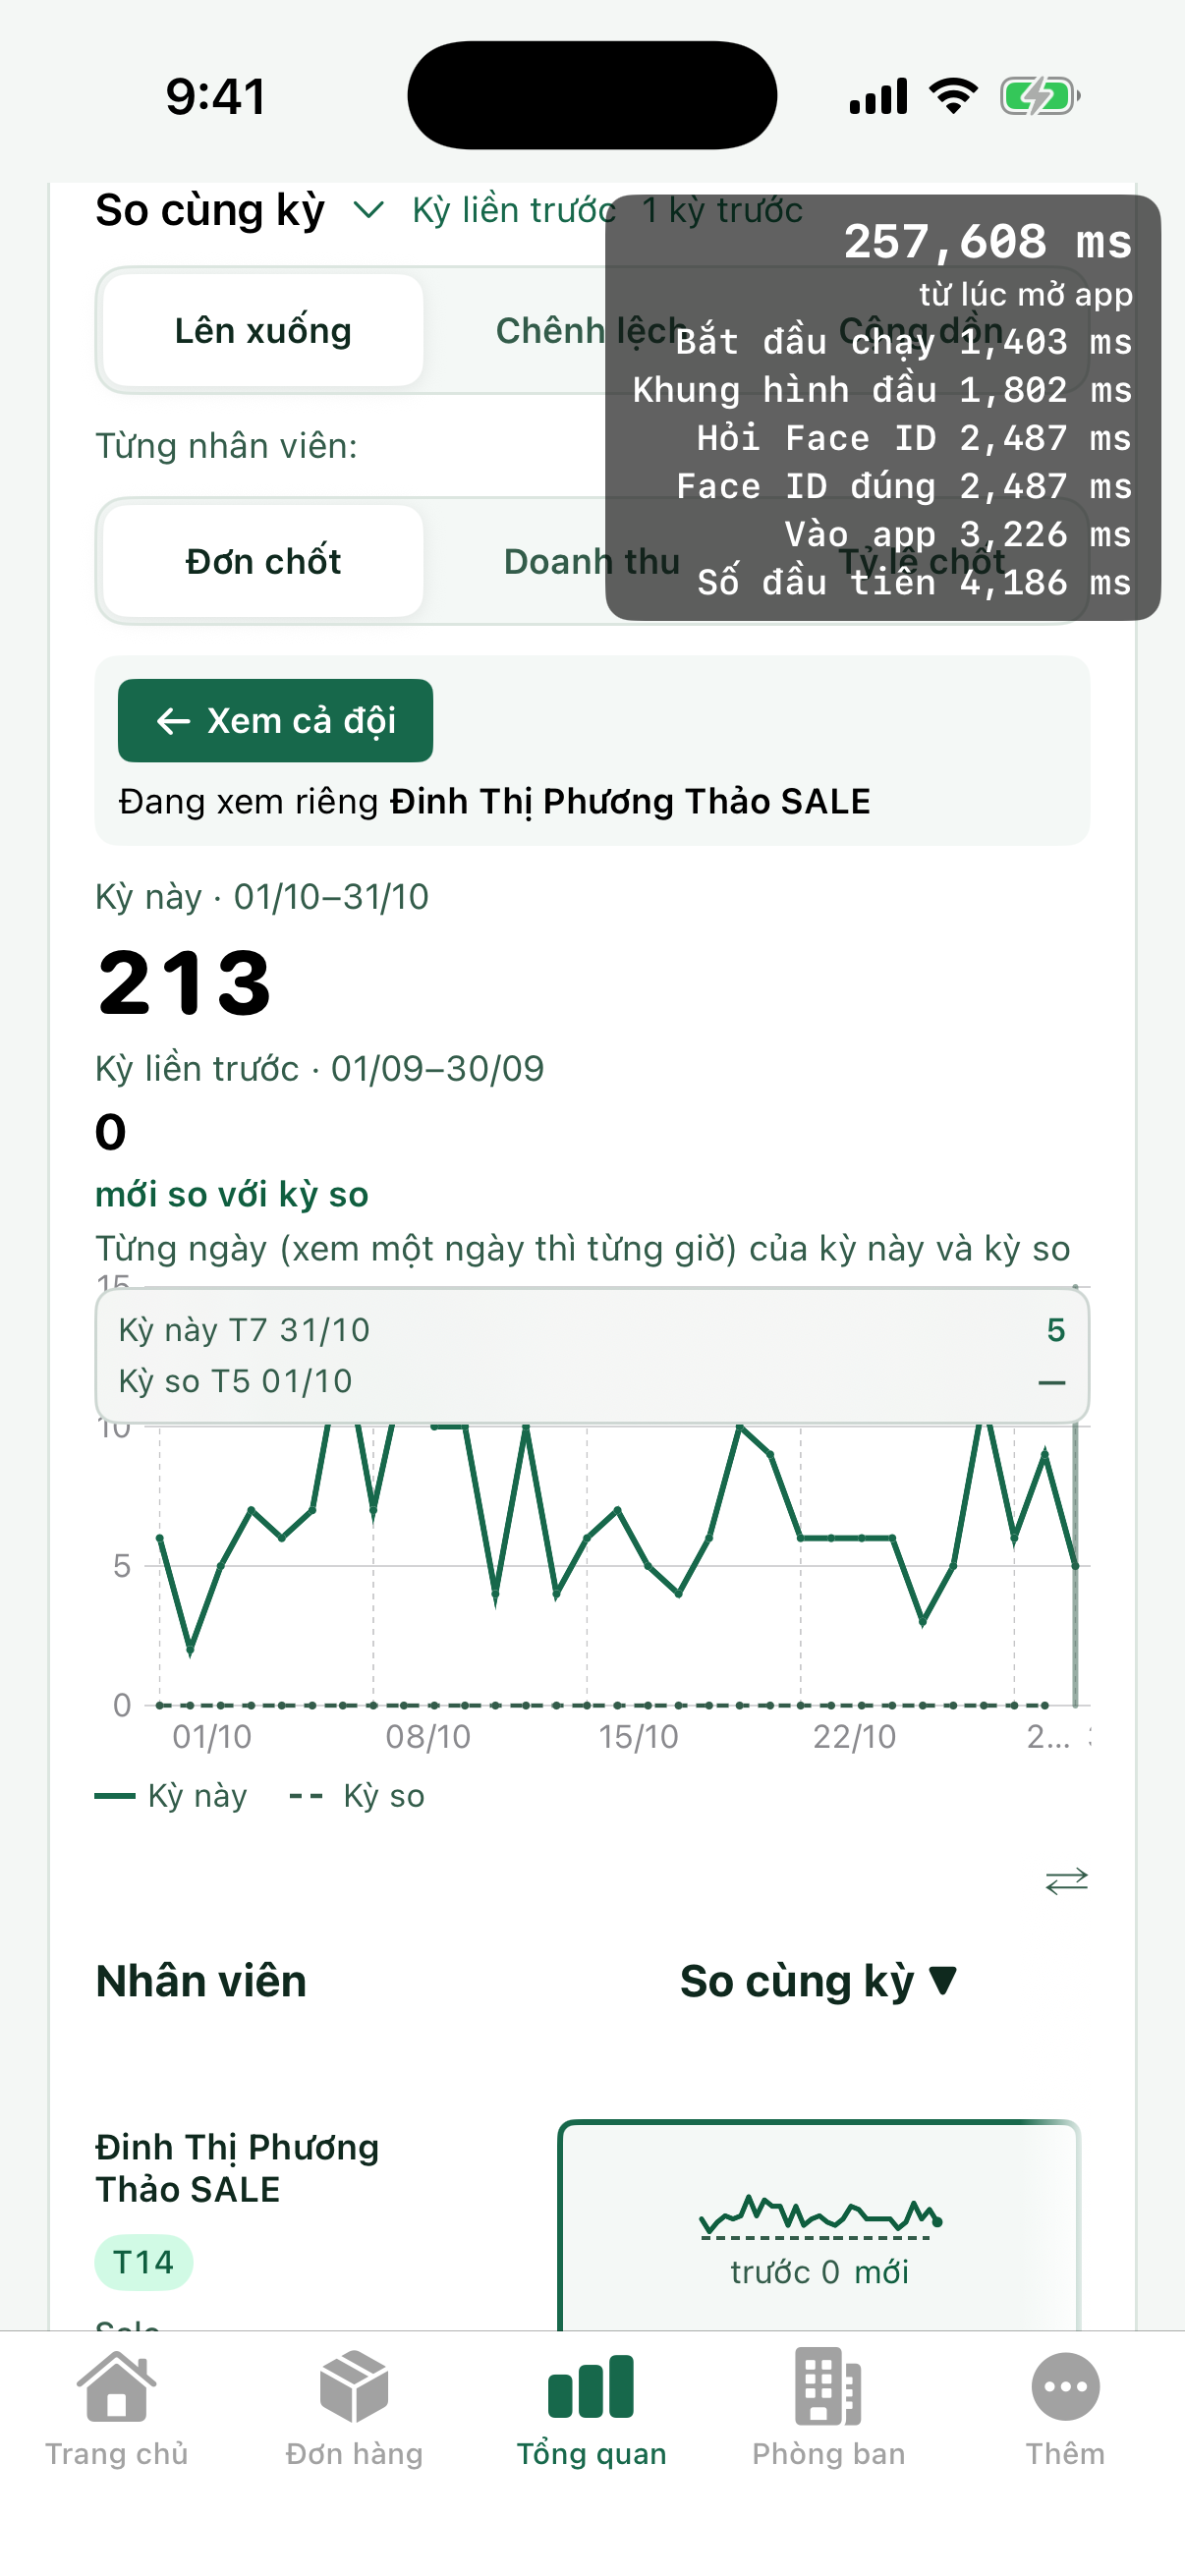 9:41
So cùng kỳ Kỳ liền trước 1 kỳ trước
257,608 ms
từ lúc mở app
Bắt đầu chạy 1,403 ms
Khung hình đầu 1,802 ms
Hỏi Face ID 2,487 ms
Face ID đúng 2,487 ms
Vào app 3,226 ms
Số đầu tiên 4,186 ms
Lên xuống Chênh lệch Cộng dồn
Từng nhân viên:
Đơn chốt Doanh thu Tỷ lệ chốt
← Xem cả đội
Đang xem riêng Đinh Thị Phương Thảo SALE
Kỳ này · 01/10–31/10
213
Kỳ liền trước · 01/09–30/09
0
mới so với kỳ so
Từng ngày (xem một ngày thì từng giờ) của kỳ này và kỳ so
15
Kỳ này T7 31/10 5
Kỳ so T5 01/10 —
10
5
0
01/10 08/10 15/10 22/10 2...
Kỳ này Kỳ so
Nhân viên So cùng kỳ ▼
Đinh Thị Phương
Thảo SALE
T14
trước 0 mới
Sale
Trang chủ Đơn hàng Tổng quan Phòng ban Thêm